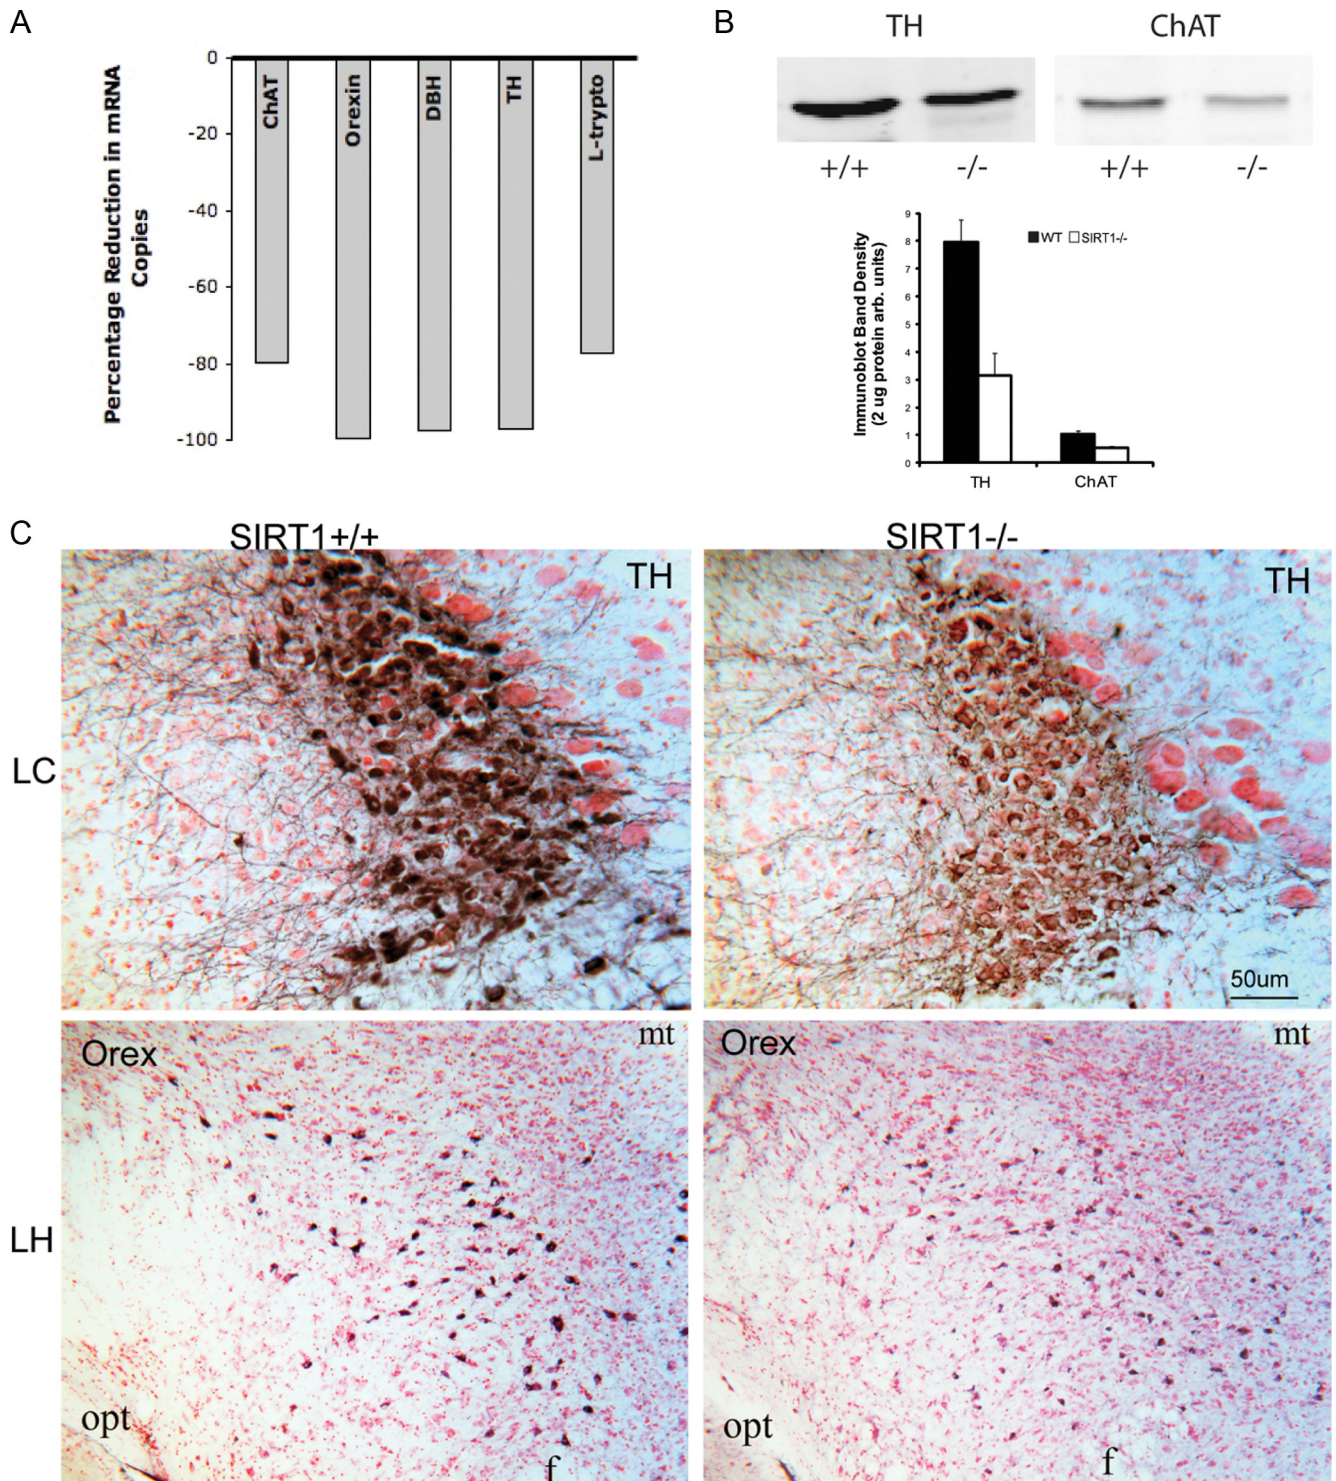 A
Percentage Reduction in mRNA
Copies
0
-20
-40
-60
-80
-100
ChAT
Orexin
DBH
TH
L-trypto
B
TH
ChAT
+/+
-/-
+/+
-/-
Immunoblot Band Density
(2 ug protein arb. units)
9
8
7
6
5
4
3
2
1
0
WT
SIRT1-/-
TH
ChAT
C
SIRT1+/+
SIRT1-/-
TH
TH
LC
50um
Orex
mt
Orex
mt
LH
opt
f
opt
f